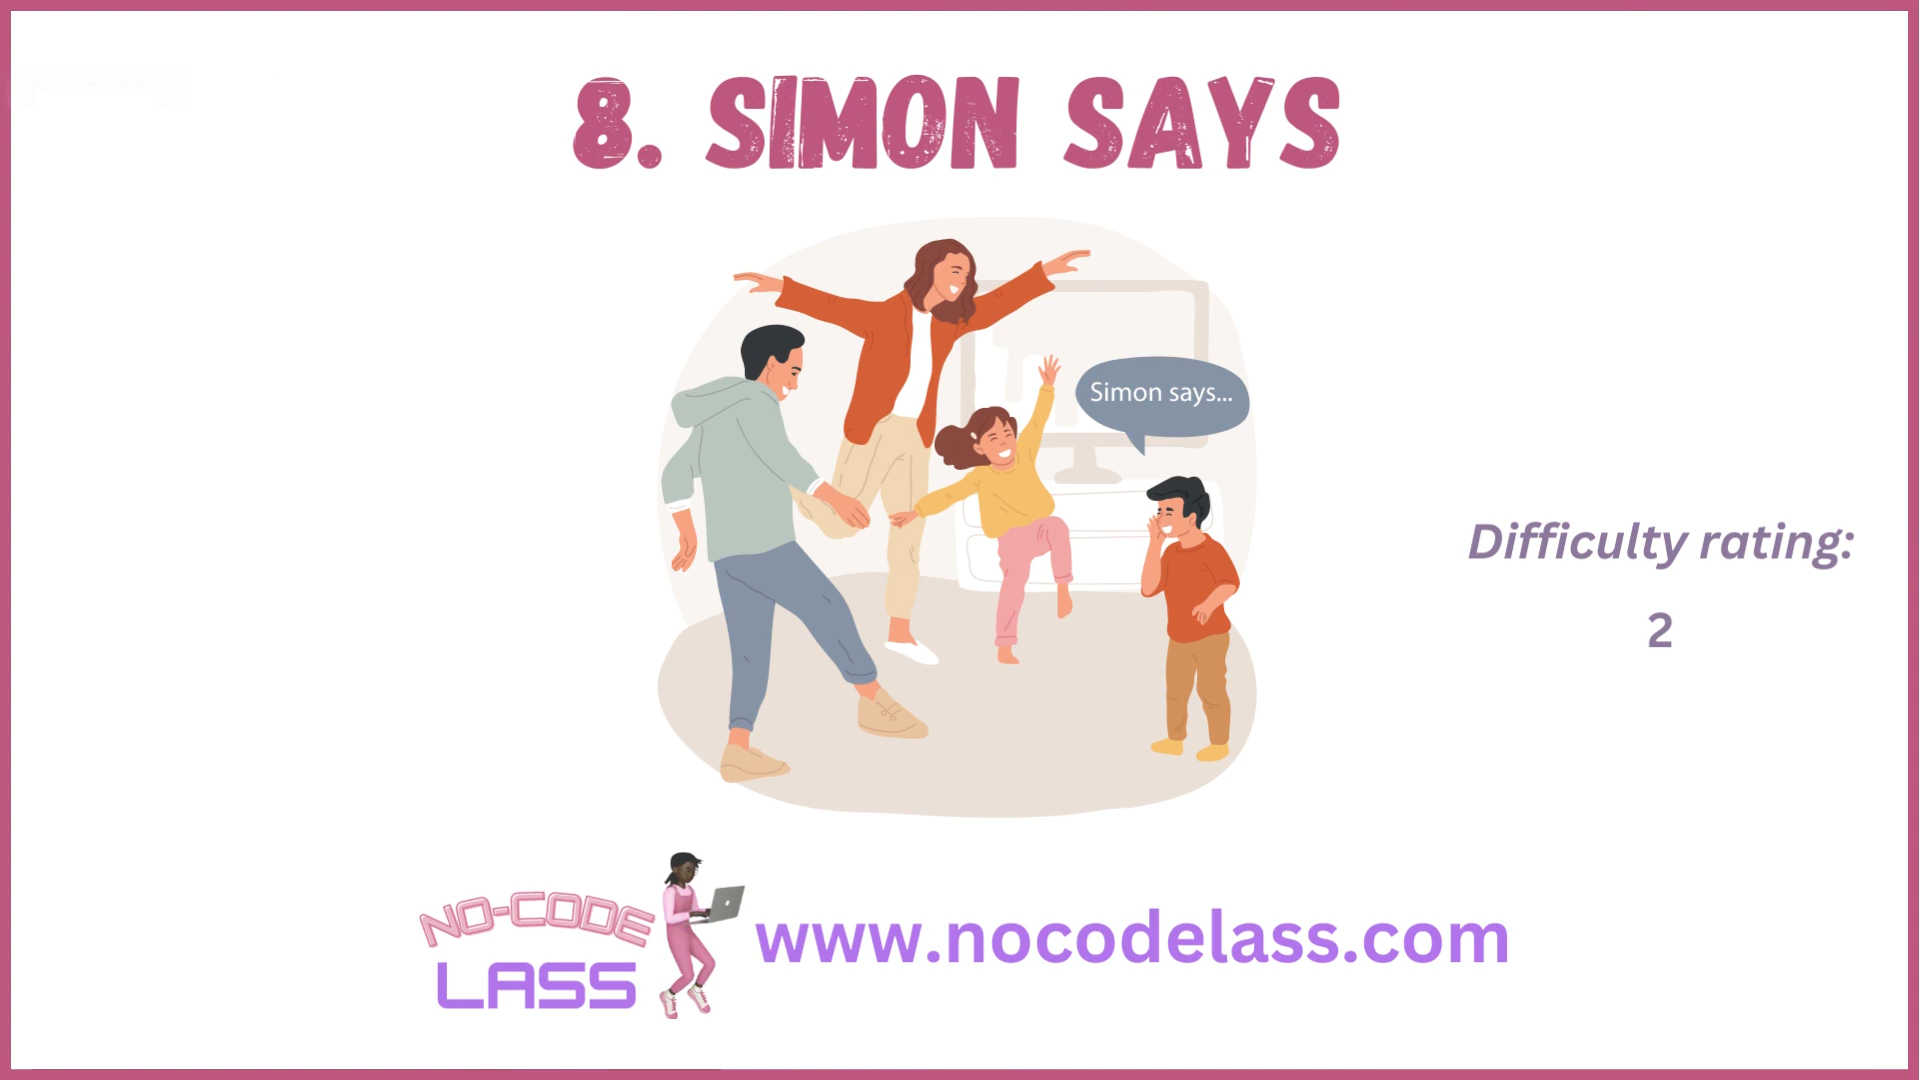 8. SIMON SAYS
Simon says...
Difficulty rating:
2
NO-CODE
LASS
www.nocodelass.com